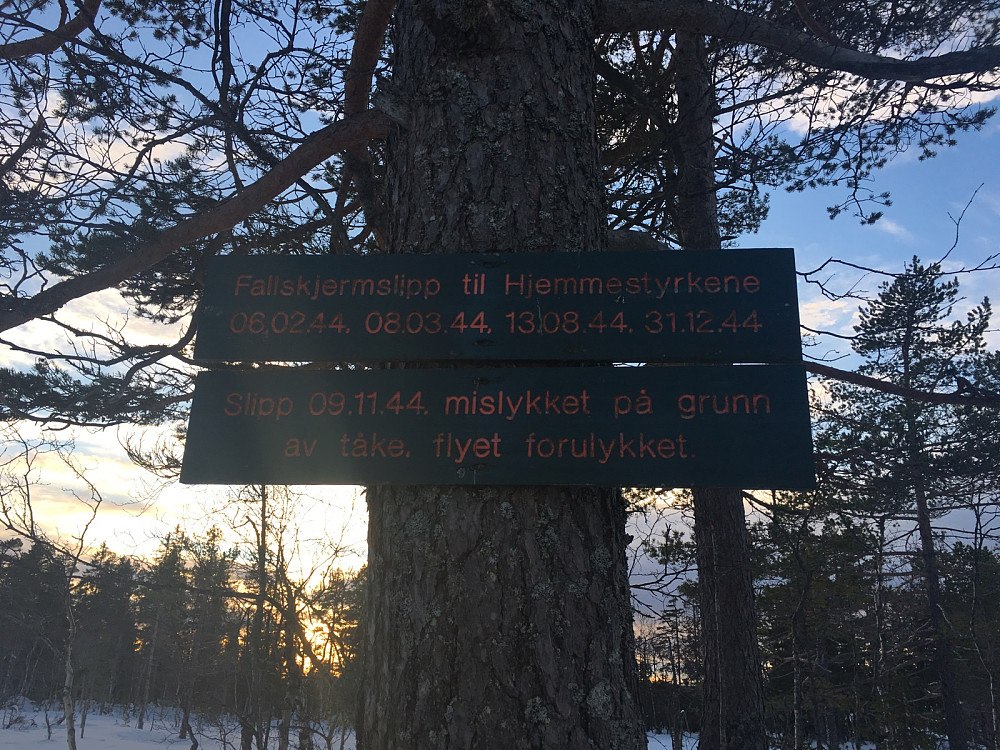 Fallskjermslipp til Hjemmestyrkene
06.02.44. 08.03.44. 13.08.44. 31.12.44
Slipp 09.11.44. mislykket på grunn
av tåke. flyet forulykket.